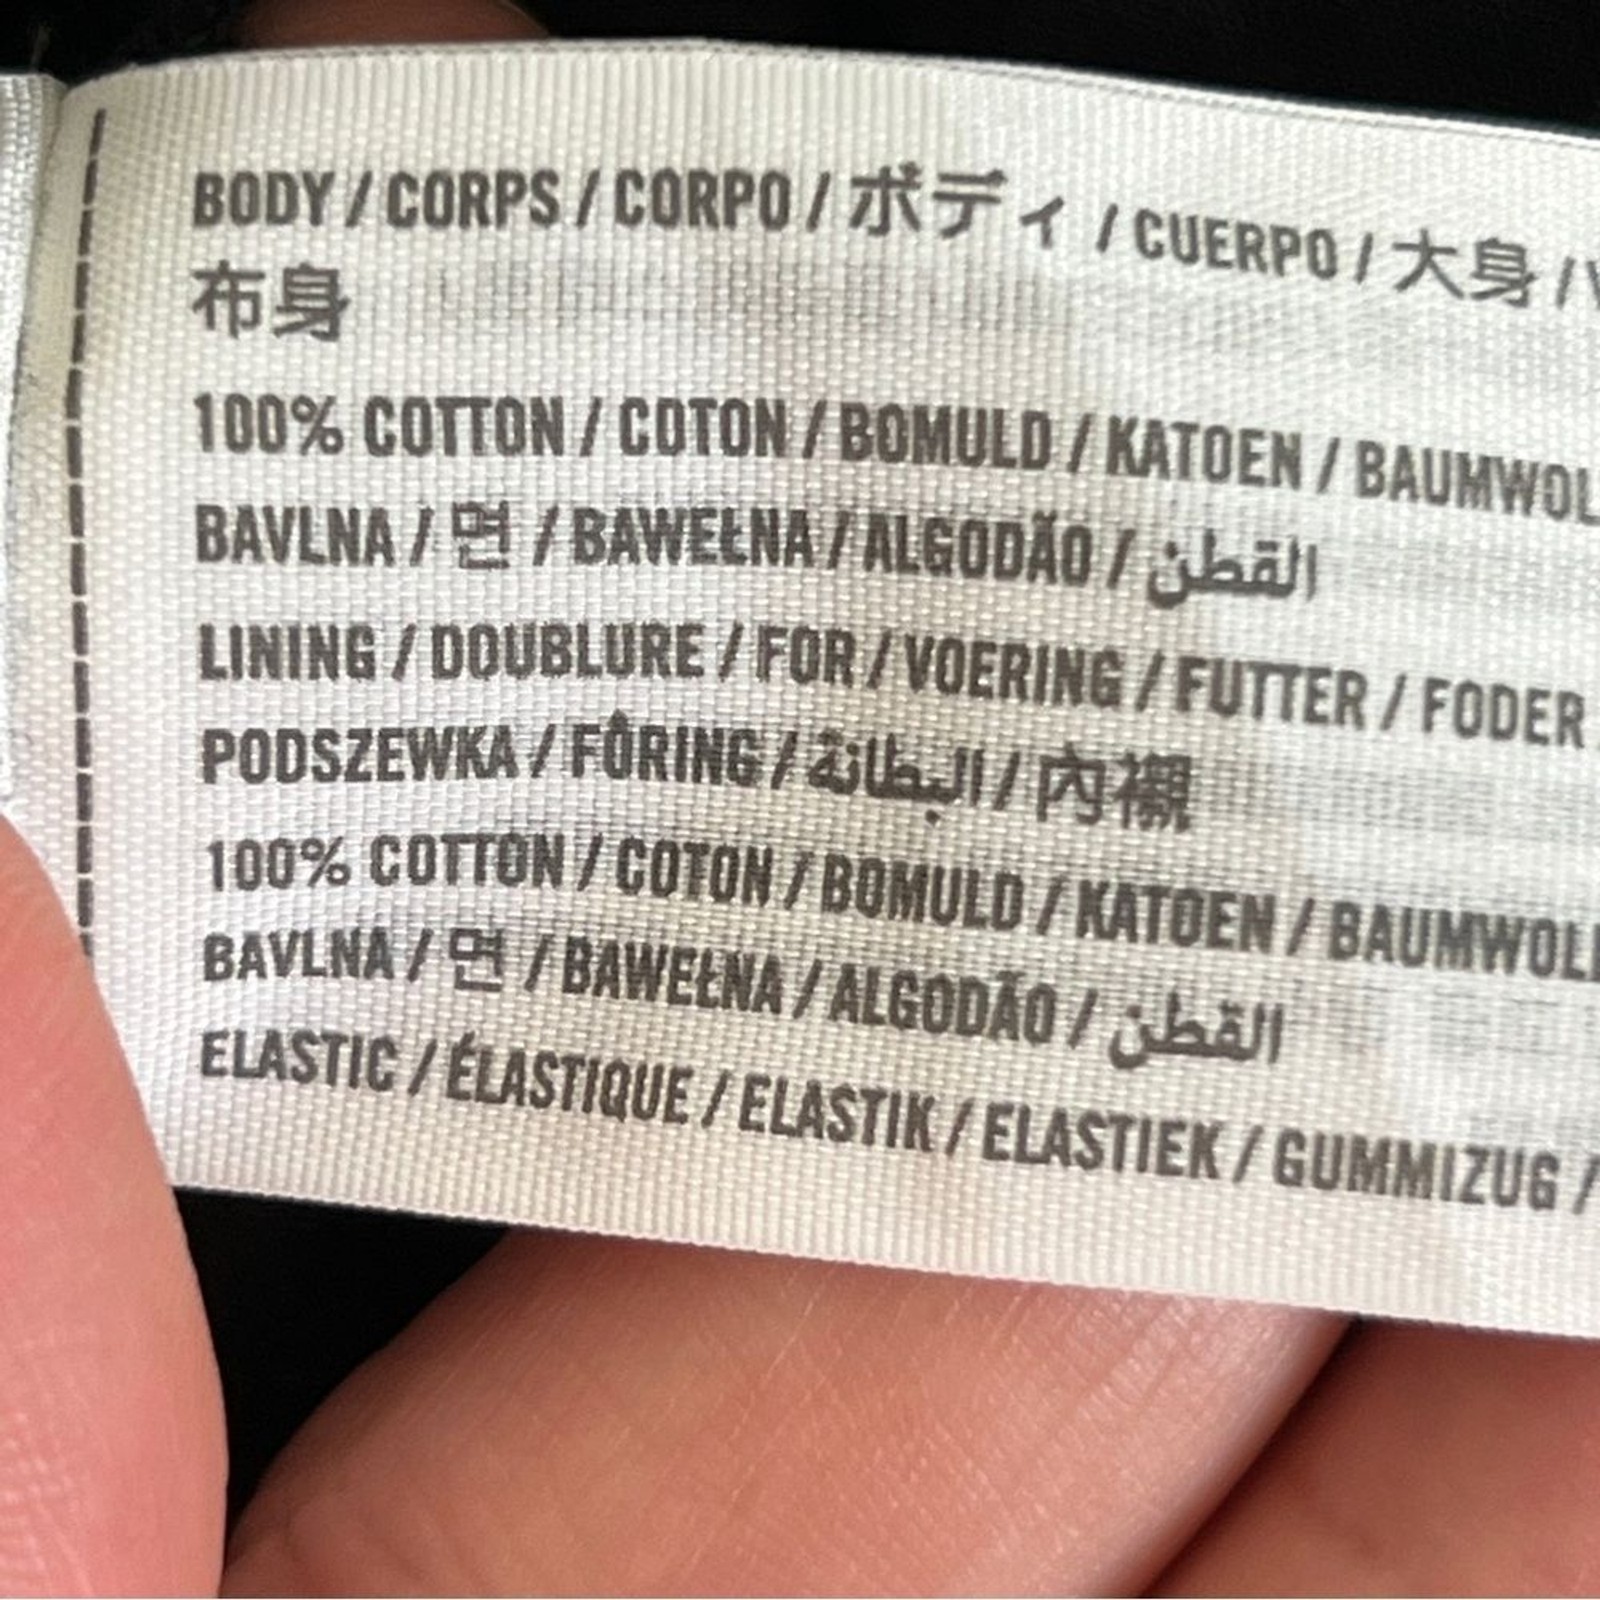 BODY / CORPS / CORPO / ボディ / CUERPO / 大身 /
布身
100% COTTON / COTON / BOMULD / KATOEN / BAUMWOL
BAVLNA / 면 / BAWEŁNA / ALGODÃO / القطن
LINING / DOUBLURE / FOR / VOERING / FUTTER / FODER
PODSZEWKA / FÔRING / البطانة / 內襯
100% COTTON / COTON / BOMULD / KATOEN / BAUMWOLL
BAVLNA / 면 / BAWEŁNA / ALGODÃO / القطن
ELASTIC / ÉLASTIQUE / ELASTIK / ELASTIEK / GUMMIZUG /